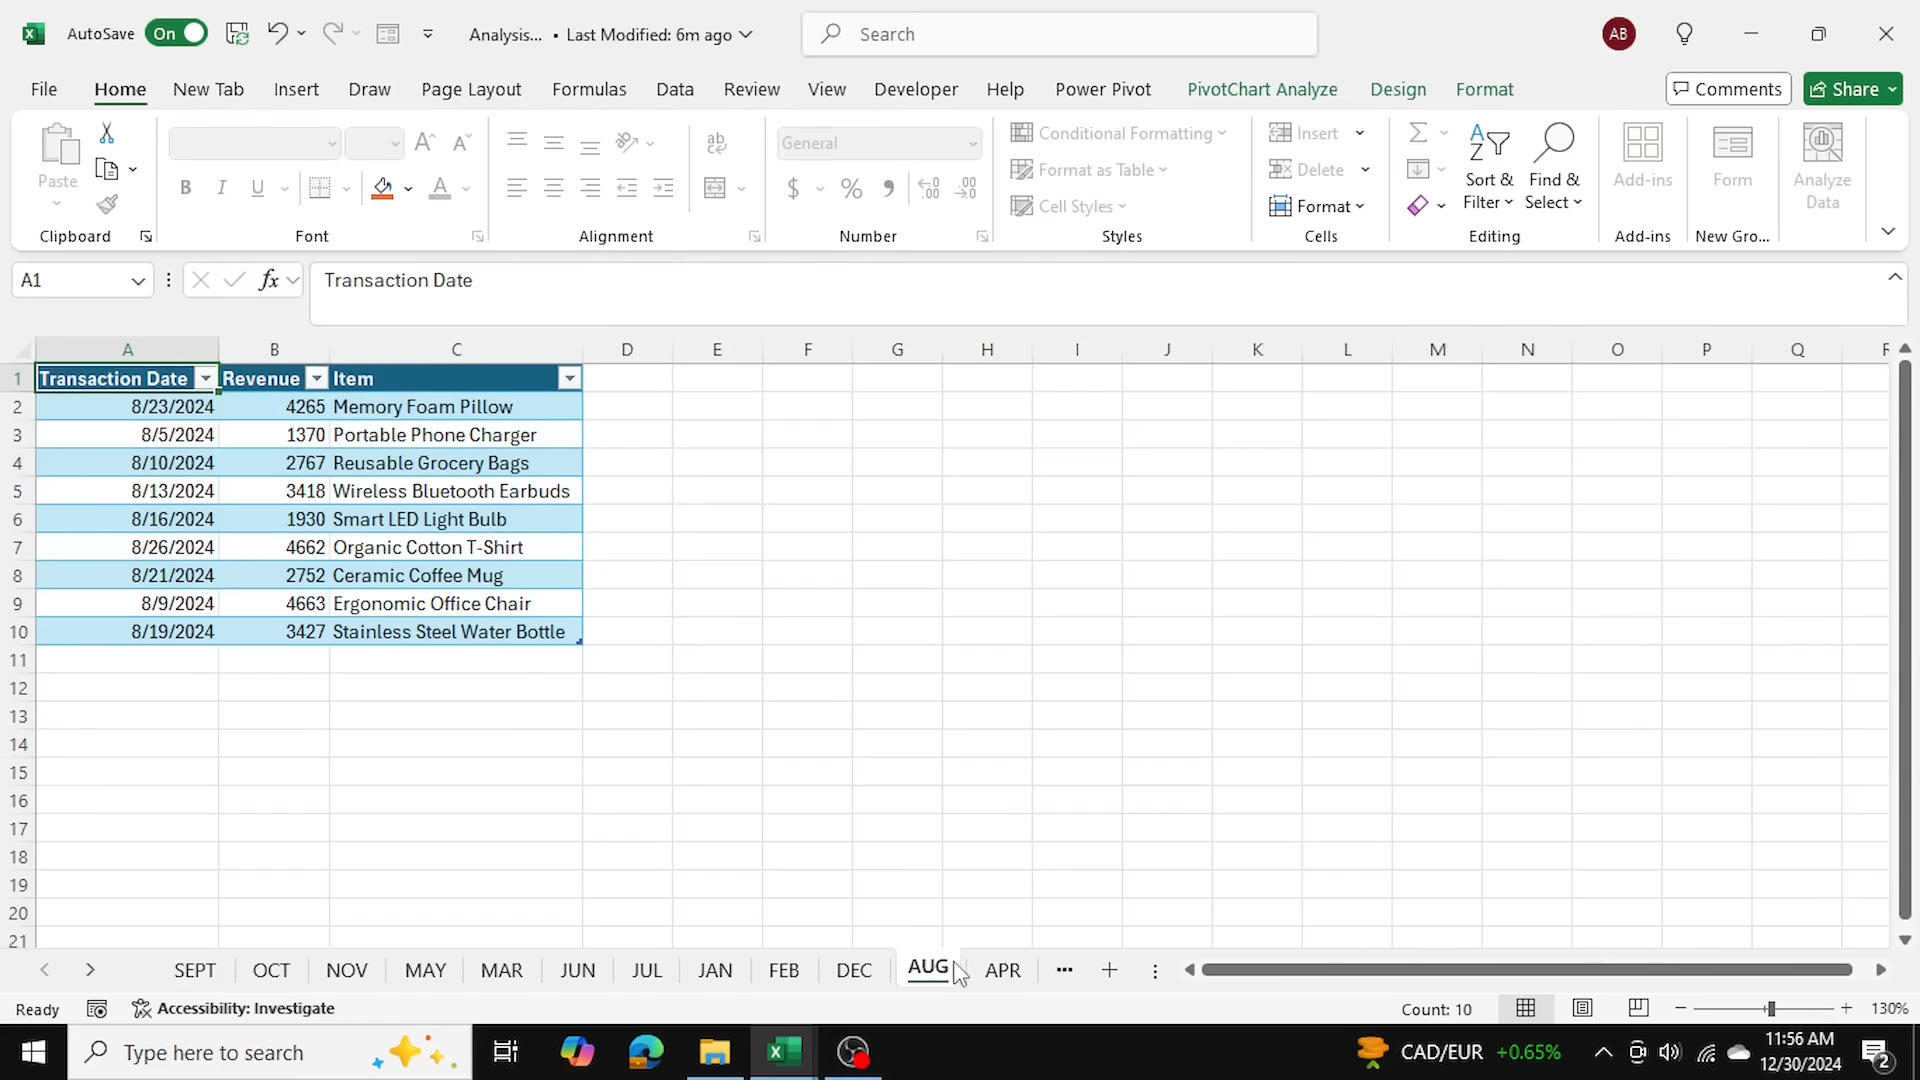 AutoSave On Analysis... • Last Modified: 6m ago Search AB
File Home New Tab Insert Draw Page Layout Formulas Data Review View Developer Help Power Pivot PivotChart Analyze Design Format Comments Share
Paste
Clipboard
B I U A
Font
ab
Alignment
General
$ % 9
Number
Conditional Formatting
Format as Table
Cell Styles
Styles
Insert
Delete
Format
Cells
Sort & Filter
Find & Select
Editing
Add-ins
Add-ins
Form
New Gro...
Analyze Data
A1 fx Transaction Date
A B C D E F G H I J K L M N O P Q R
1 Transaction Date Revenue Item
2 8/23/2024 4265 Memory Foam Pillow
3 8/5/2024 1370 Portable Phone Charger
4 8/10/2024 2767 Reusable Grocery Bags
5 8/13/2024 3418 Wireless Bluetooth Earbuds
6 8/16/2024 1930 Smart LED Light Bulb
7 8/26/2024 4662 Organic Cotton T-Shirt
8 8/21/2024 2752 Ceramic Coffee Mug
9 8/9/2024 4663 Ergonomic Office Chair
10 8/19/2024 3427 Stainless Steel Water Bottle
11
12
13
14
15
16
17
18
19
20
21
SEPT OCT NOV MAY MAR JUN JUL JAN FEB DEC AUG APR ...
Ready Accessibility: Investigate Count: 10 130%
Type here to search CAD/EUR +0.65% 11:56 AM
12/30/2024 2